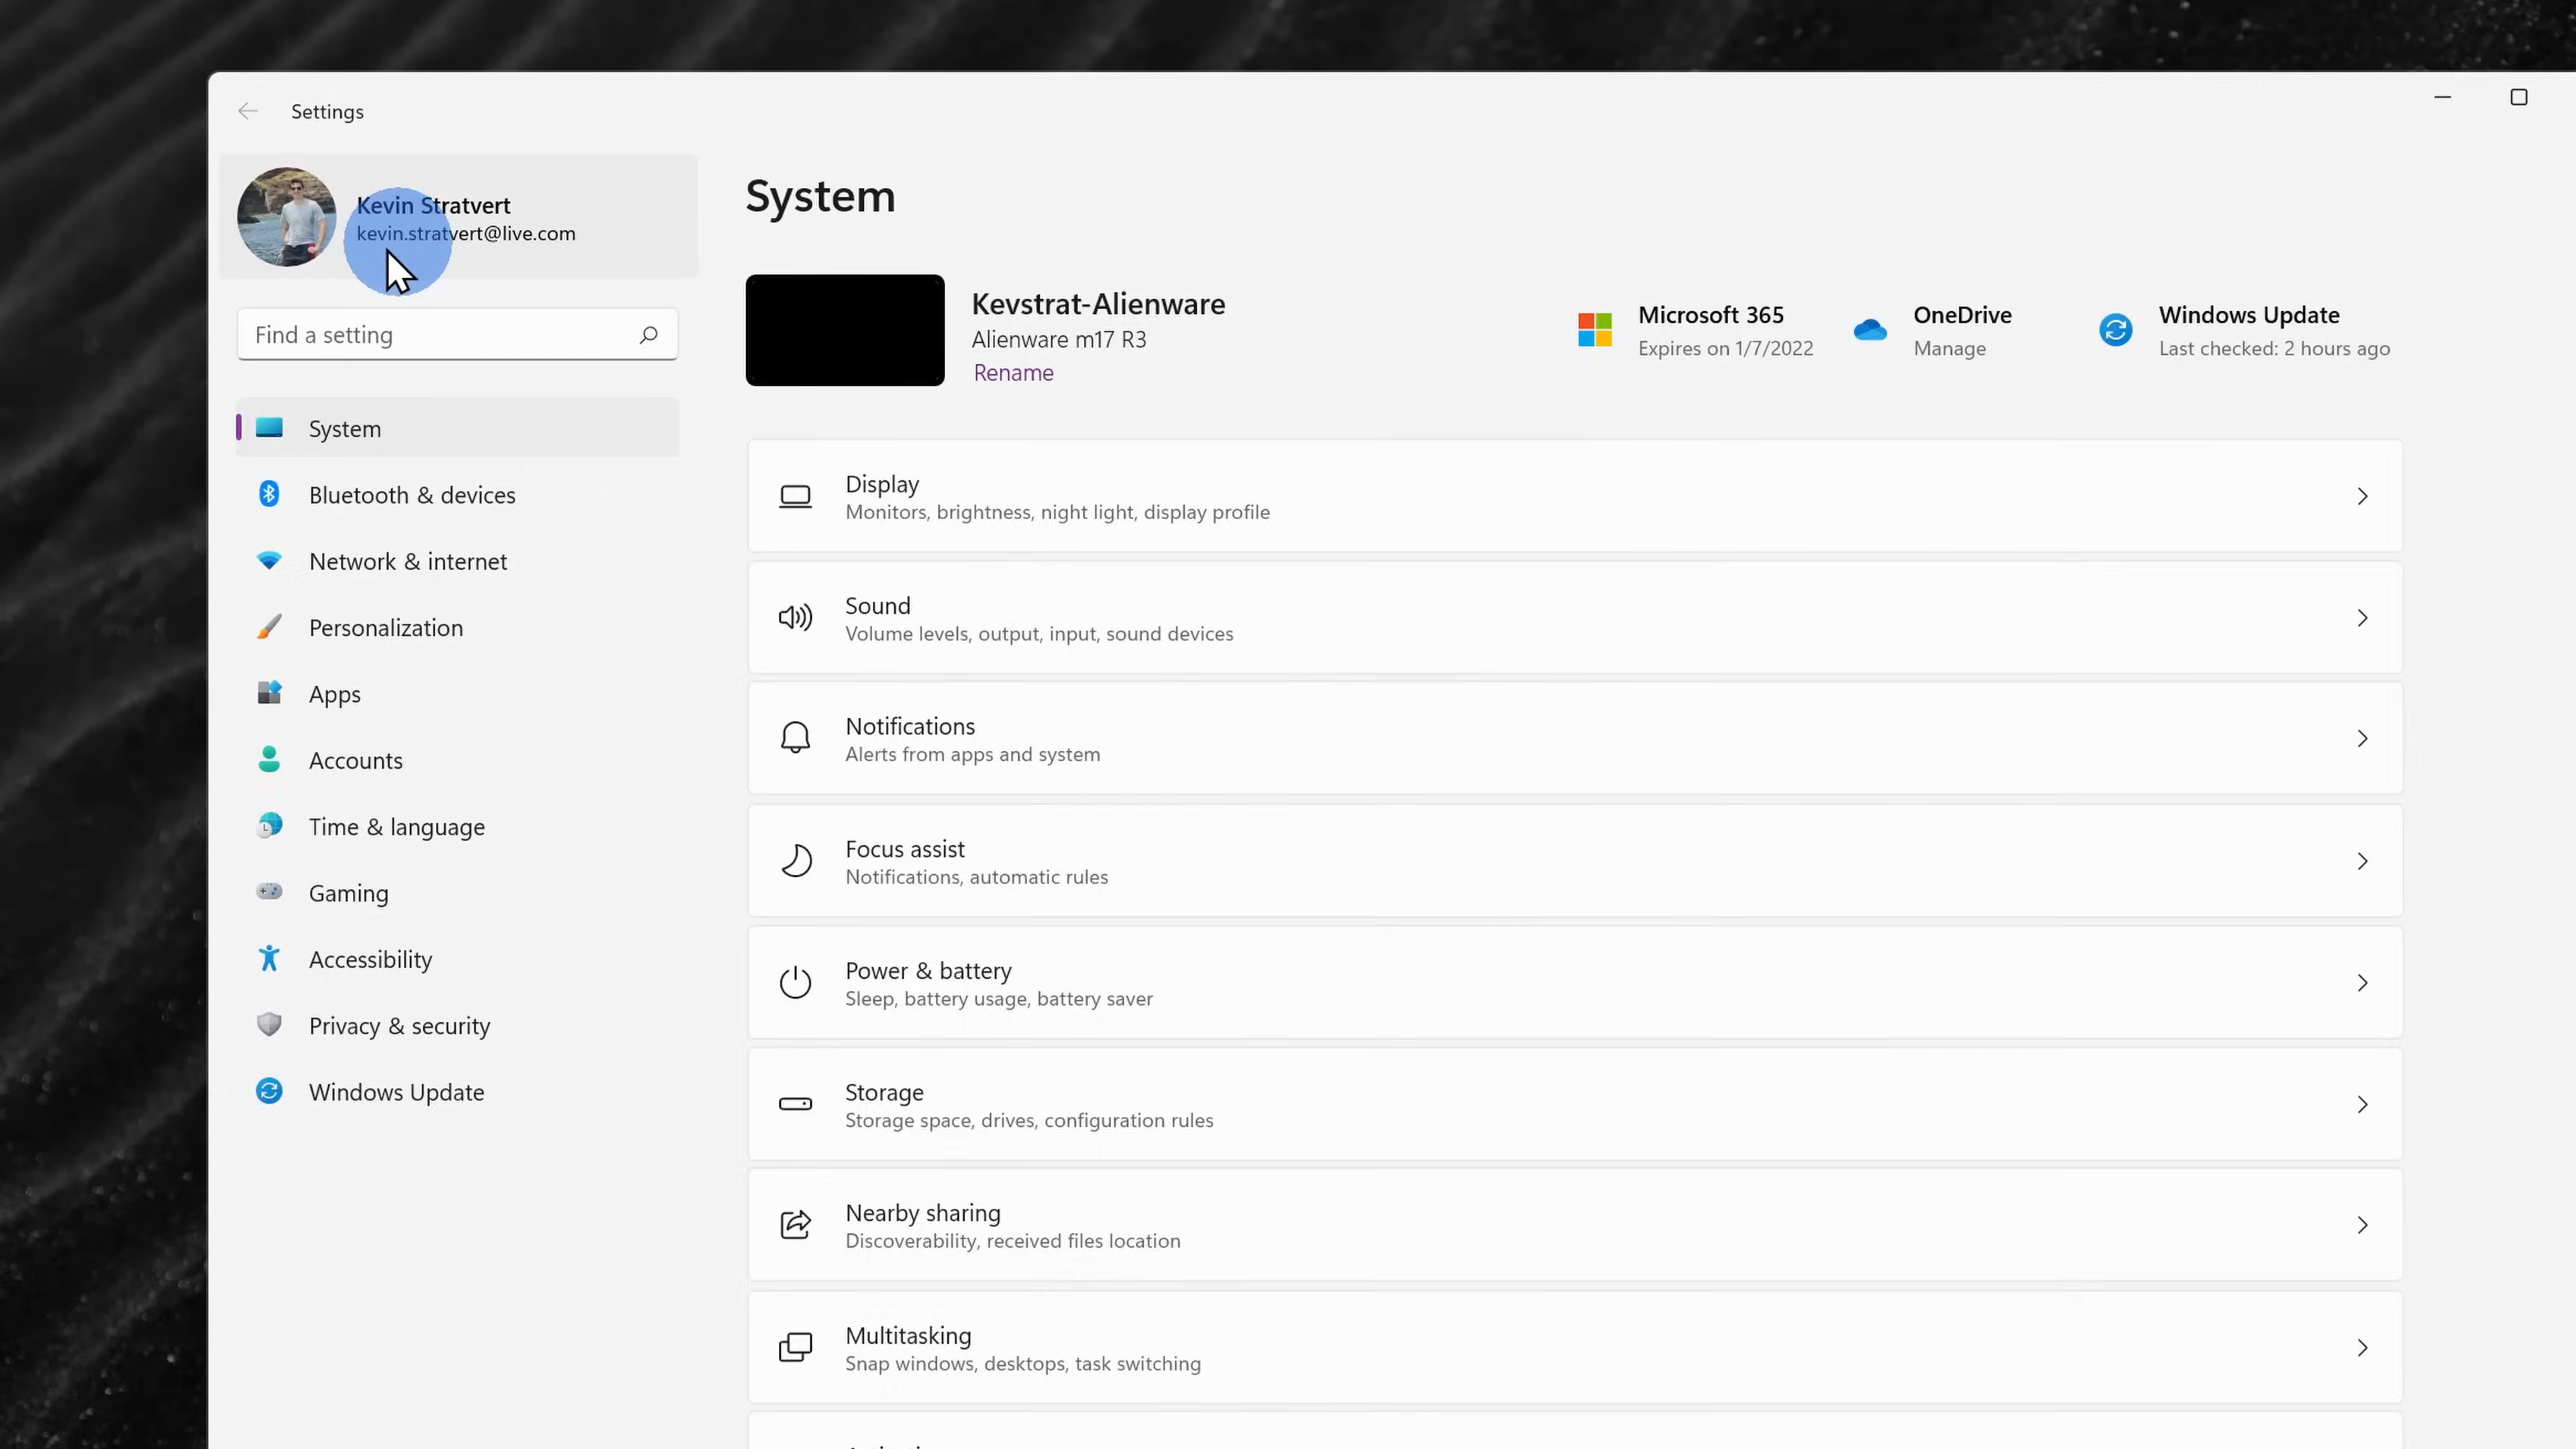 Settings
Kevin Stratvert
kevin.stratvert@live.com
Find a setting
System
Bluetooth & devices
Network & internet
Personalization
Apps
Accounts
Time & language
Gaming
Accessibility
Privacy & security
Windows Update
System
Kevstrat-Alienware
Alienware m17 R3
Rename
Microsoft 365
Expires on 1/7/2022
OneDrive
Manage
Windows Update
Last checked: 2 hours ago
Display
Monitors, brightness, night light, display profile
Sound
Volume levels, output, input, sound devices
Notifications
Alerts from apps and system
Focus assist
Notifications, automatic rules
Power & battery
Sleep, battery usage, battery saver
Storage
Storage space, drives, configuration rules
Nearby sharing
Discoverability, received files location
Multitasking
Snap windows, desktops, task switching